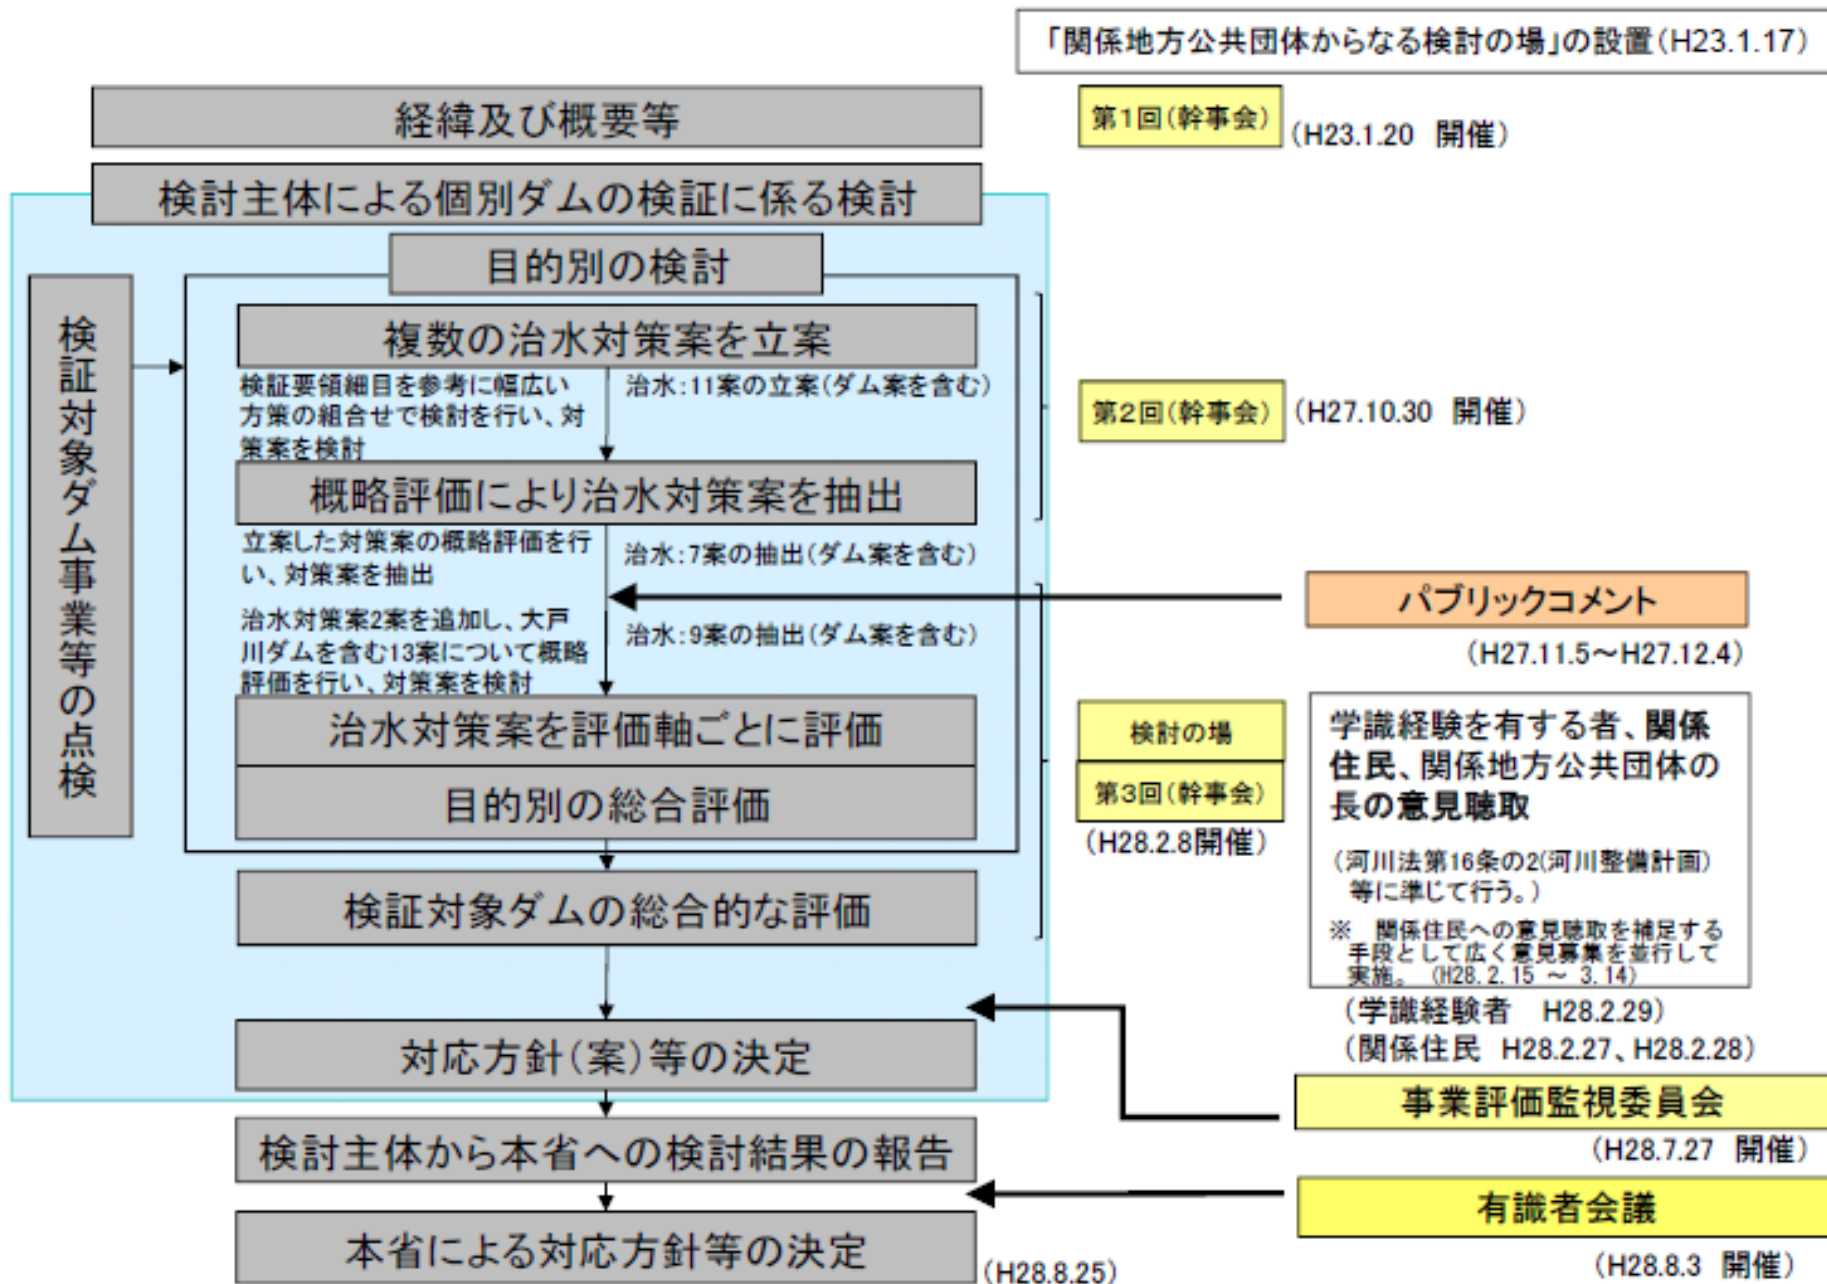 「関係地方公共団体からなる検討の場」の設置(H23.1.17)
経緯及び概要等
第1回(幹事会)
(H23.1.20 開催)
検討主体による個別ダムの検証に係る検討
目的別の検討
検証対象ダム事業等の点検
複数の治水対策案を立案
検証要領細目を参考に幅広い
方策の組合せで検討を行い、対
策案を検討
治水:11案の立案(ダム案を含む)
第2回(幹事会)
(H27.10.30 開催)
概略評価により治水対策案を抽出
立案した対策案の概略評価を行
い、対策案を抽出
治水:7案の抽出(ダム案を含む)
パブリックコメント
(H27.11.5～H27.12.4)
治水対策案2案を追加し、大戸
川ダムを含む13案について概略
評価を行い、対策案を検討
治水:9案の抽出(ダム案を含む)
治水対策案を評価軸ごとに評価
目的別の総合評価
検討の場
第3回(幹事会)
(H28.2.8開催)
学識経験を有する者、関係
住民、関係地方公共団体の
長の意見聴取
(河川法第16条の2(河川整備計画)
等に準じて行う。)
※ 関係住民への意見聴取を補足する
手段として広く意見募集を並行して
実施。 (H28.2.15 ～ 3.14)
(学識経験者 H28.2.29)
(関係住民 H28.2.27、H28.2.28)
検証対象ダムの総合的な評価
対応方針(案)等の決定
事業評価監視委員会
(H28.7.27 開催)
検討主体から本省への検討結果の報告
有識者会議
(H28.8.3 開催)
本省による対応方針等の決定
(H28.8.25)